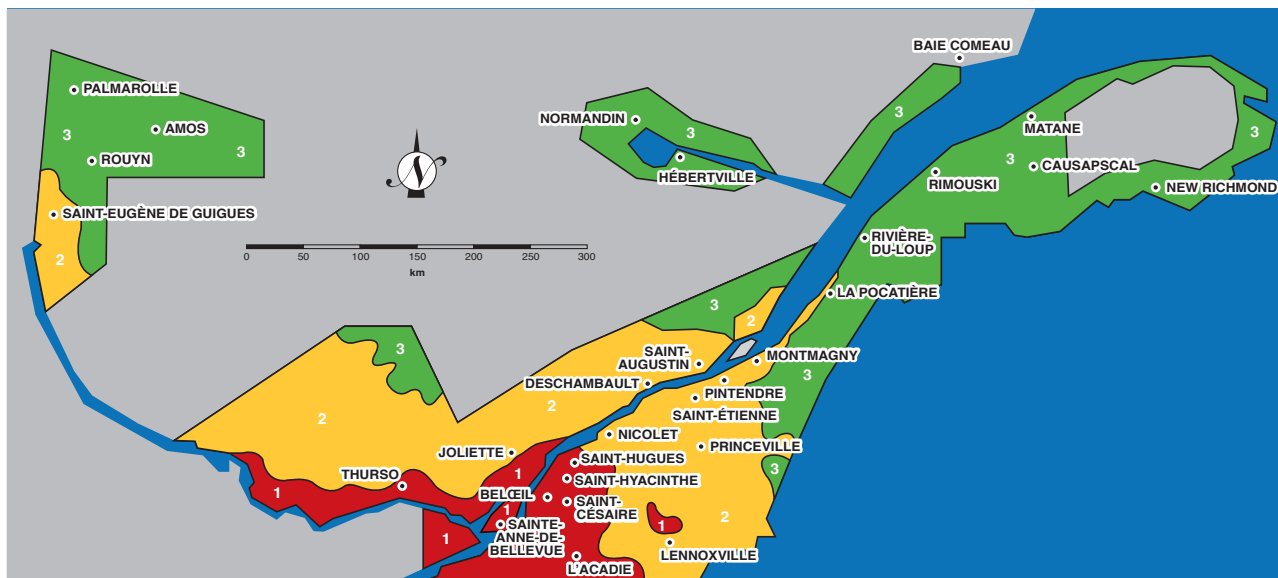 BAIE COMEAU
PALMAROLLE
3
NORMANDIN
3
3
MATANE
AMOS
3
3
3
ROUYN
HÉBERTVILLE
RIMOUSKI
3
CAUSAPSCAL
NEW RICHMOND
SAINT-EUGÈNE DE GUIGUES
2
0 50 100 150 200 250 300
km
RIVIÈRE-
DU-LOUP
LA POCATIÈRE
3
2
3
SAINT-
AUGUSTIN
MONTMAGNY
3
DESCHAMBAULT
PINTENDRE
2
2
SAINT-ÉTIENNE
NICOLET
PRINCEVILLE
2
JOLIETTE
SAINT-HUGUES
3
THURSO
1
SAINT-HYACINTHE
1
BELŒIL
SAINT-
CÉSAIRE
1
2
1
SAINTE-
ANNE-DE-
BELLEVUE
1
LENNOXVILLE
L'ACADIE